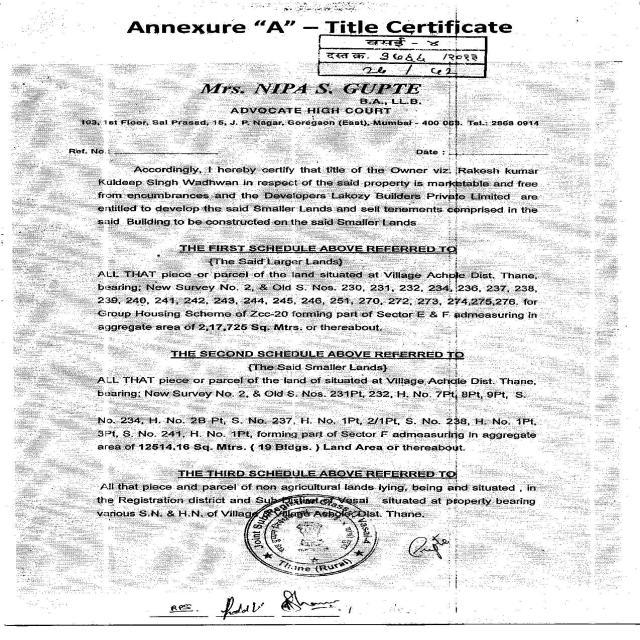 Annexure “A” – Title Certificate
वसई - ४
दस्त क्र. /२०१३
Mrs. NIPA S. GUPTE
B.A., LL.B.
ADVOCATE HIGH COURT
103, 1st Floor, Sai Prasad, 15, J. P. Nagar, Goregaon (East), Mumbai - 400 063. Tel.: 2868 0914
Ref. No.: Date :
Accordingly, I hereby certify that title of the Owner viz. Rakesh kumar
Kuldeep Singh Wadhwan in respect of the said property is marketable and free
from encumbrances and the Developers Lakozy Builders Private Limited are
entitled to develop the said Smaller Lands and sell tenements comprised in the
said Building to be constructed on the said Smaller Lands
THE FIRST SCHEDULE ABOVE REFERRED TO
(The Said Larger Lands)
ALL THAT piece or parcel of the land situated at Village Achole Dist. Thane,
bearing; New Survey No. 2, & Old S. Nos. 230, 231, 232, 234, 236, 237, 238,
239, 240, 241, 242, 243, 244, 245, 246, 251, 270, 272, 273, 274,275,276. for
Group Housing Scheme of Zcc-20 forming part of Sector E & F admeasuring in
aggregate area of 2,17,725 Sq. Mtrs. or thereabout.
THE SECOND SCHEDULE ABOVE REFERRED TO
(The Said Smaller Lands)
ALL THAT piece or parcel of the land of situated at Village Achole Dist. Thane,
bearing; New Survey No. 2, & Old S. Nos. 231Pt, 232, H. No. 7Pt, 8Pt, 9Pt, S.
No. 234, H. No. 2B Pt, S. No. 237, H. No. 1Pt, 2/1Pt, S. No. 238, H. No. 1Pt,
3Pt, S. No. 241, H. No. 1Pt, forming part of Sector F admeasuring in aggregate
area of 12514.16 Sq. Mtrs. ( 19 Bldgs. ) Land Area or thereabout.
THE THIRD SCHEDULE ABOVE REFERRED TO
All that piece and parcel of non agricultural lands lying, being and situated , in
the Registration district and Sub-District of Vasai situated at property bearing
various S.N. & H.N. of Village Village Achole, Dist. Thane.
Joint Sub Vasai-4
Thane (Rural)